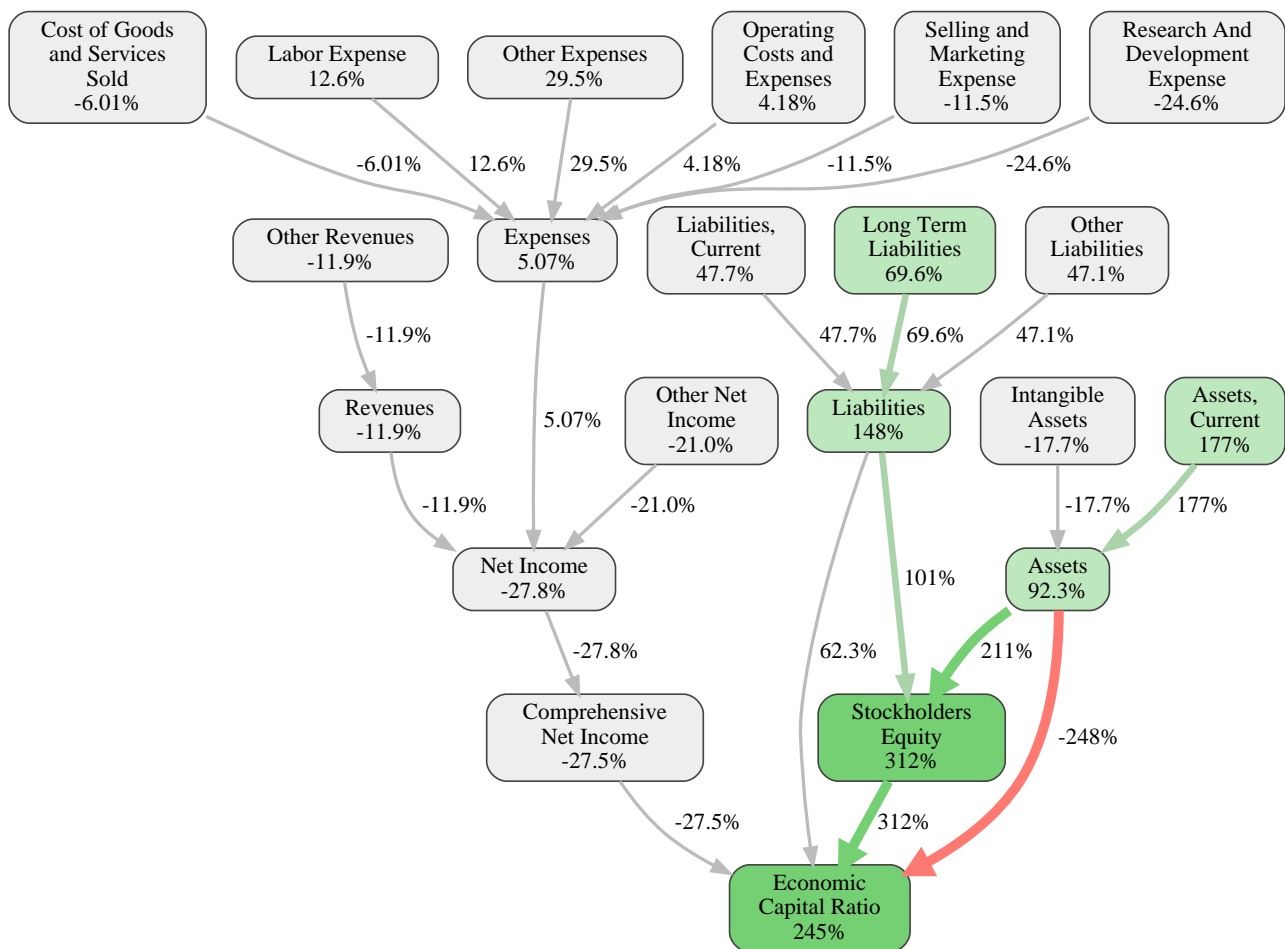 Cost of Goods
and Services
Sold
-6.01%
Labor Expense
12.6%
Other Expenses
29.5%
Operating
Costs and
Expenses
4.18%
Selling and
Marketing
Expense
-11.5%
Research And
Development
Expense
-24.6%
-6.01%
12.6%
29.5%
4.18%
-11.5%
-24.6%
Other Revenues
-11.9%
Expenses
5.07%
Liabilities,
Current
47.7%
Long Term
Liabilities
69.6%
Other
Liabilities
47.1%
-11.9%
47.7%
69.6%
47.1%
Revenues
-11.9%
5.07%
Other Net
Income
-21.0%
Liabilities
148%
Intangible
Assets
-17.7%
Assets,
Current
177%
-11.9%
-21.0%
-17.7%
177%
Net Income
-27.8%
101%
Assets
92.3%
-27.8%
62.3%
211%
Comprehensive
Net Income
-27.5%
Stockholders
Equity
312%
-248%
-27.5%
312%
Economic
Capital Ratio
245%